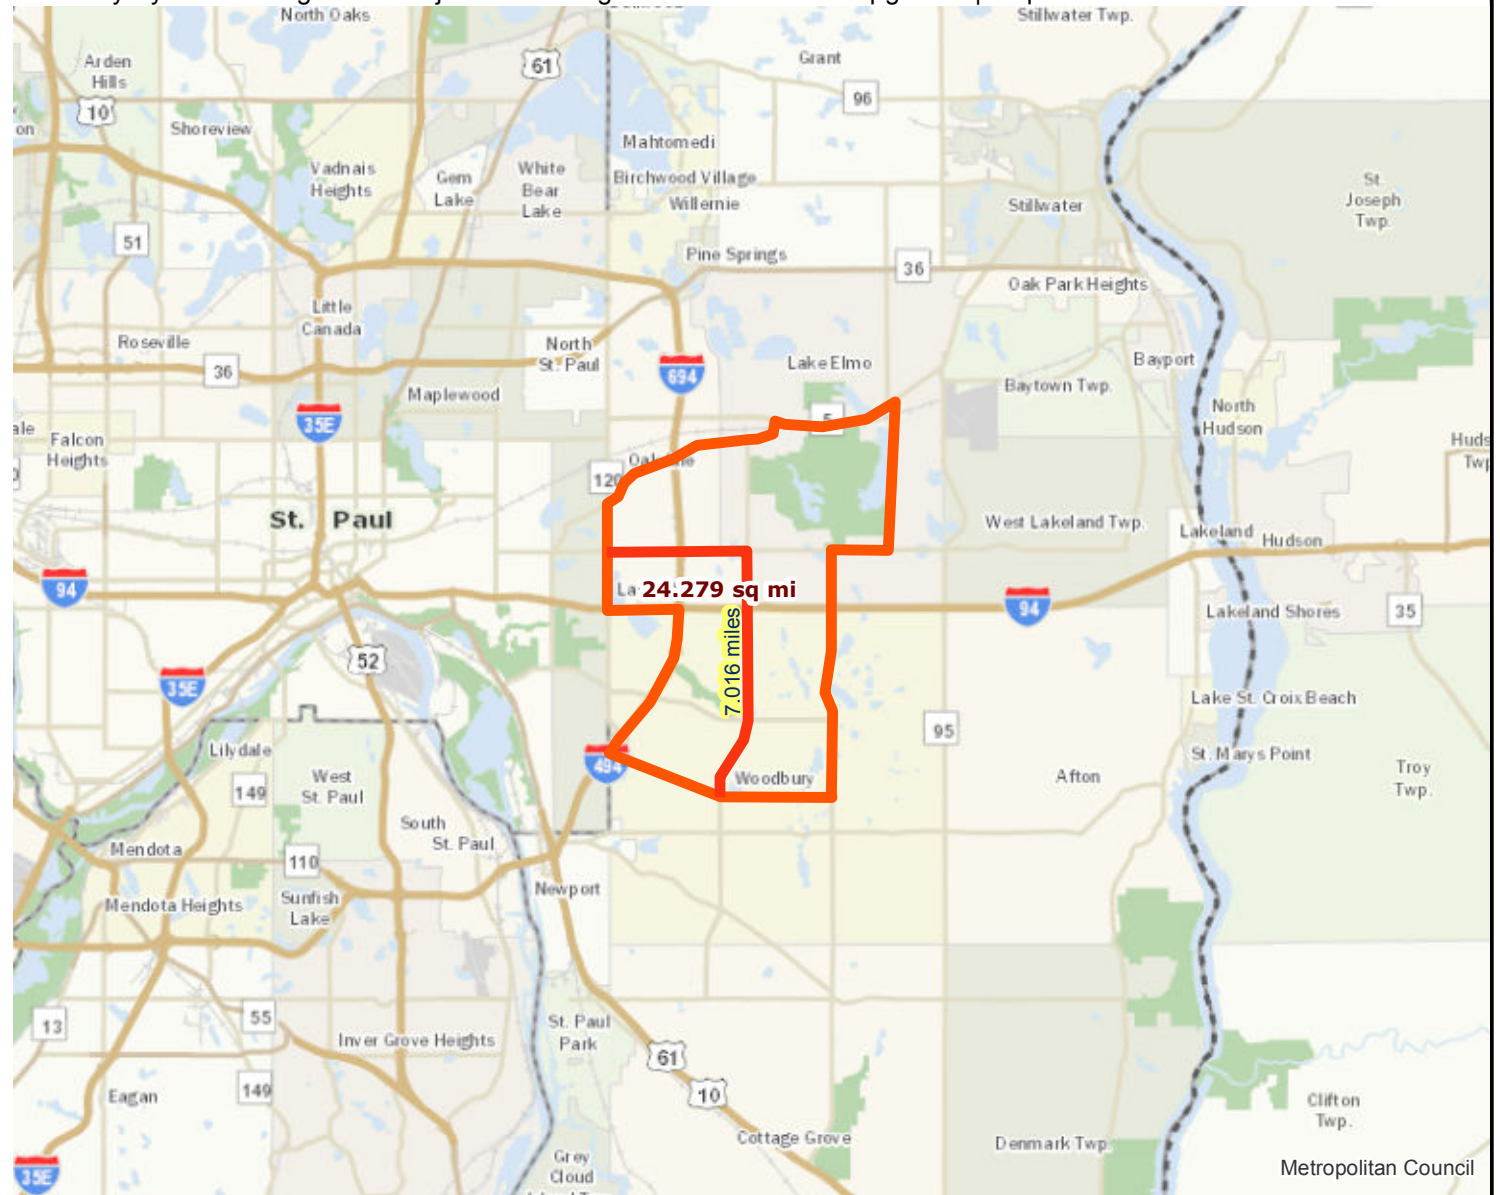 North Oaks
Stillwater Twp.
Arden
Hills
61
Grant
10
96
Shoreview
Mahtomedi
Vadnais
Heights
Gem
Lake
White
Bear
Lake
Birchwood Village
Willernie
Stillwater
St.
Joseph
Twp.
51
Pine Springs
36
Oak Park Heights
Little
Canada
Roseville
North
St. Paul
Lake Elmo
Bayport
36
694
Maplewood
Baytown Twp.
North
Hudson
35E
5
Falcon
Heights
120
St. Paul
West Lakeland Twp.
Lakeland
Hudson
94
24.279 sq mi
94
Lakeland Shores
35
7.016 miles
52
35E
Lake St. Croix Beach
95
Lilydale
494
St. Marys Point
West
St. Paul
149
Woodbury
Afton
Troy
Twp.
South
St. Paul
Mendota
110
Newport
Sunfish
Lake
Mendota Heights
13
55
St. Paul
Park
Inver Grove Heights
61
Eagan
149
10
Clifton
Twp.
Cottage Grove
Denmark Twp.
Grey
Cloud
35E
Metropolitan Council